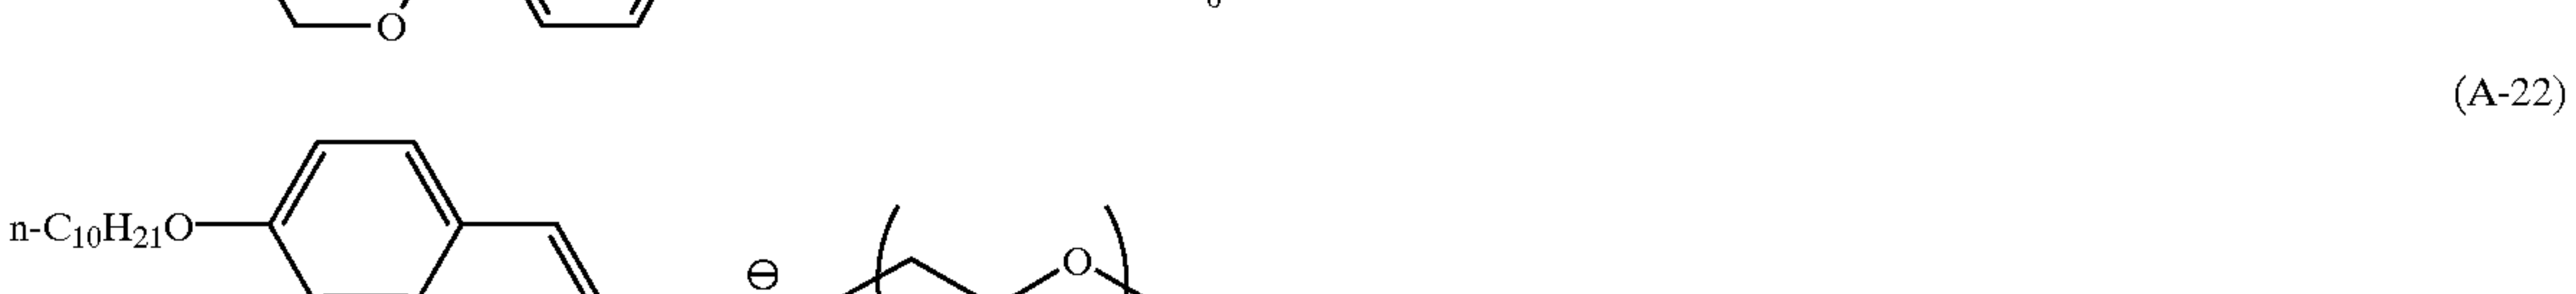 O
(A-22)
n-C₁₀H₂₁O
⊖
O